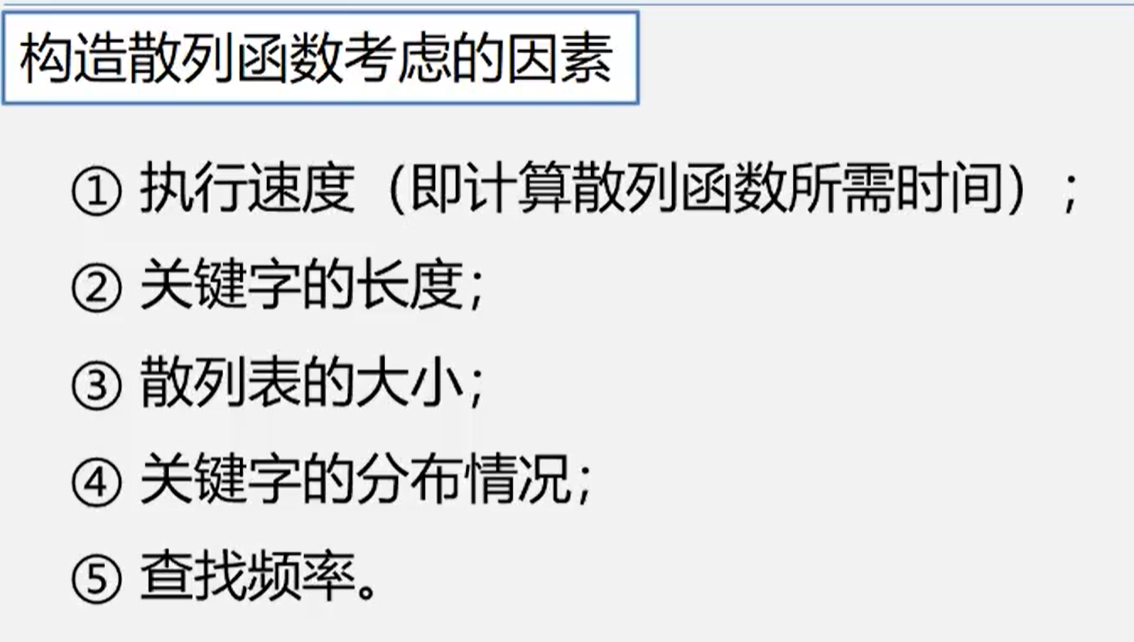 构造散列函数考虑的因素
① 执行速度（即计算散列函数所需时间）;
② 关键字的长度;
③ 散列表的大小;
④ 关键字的分布情况;
⑤ 查找频率。